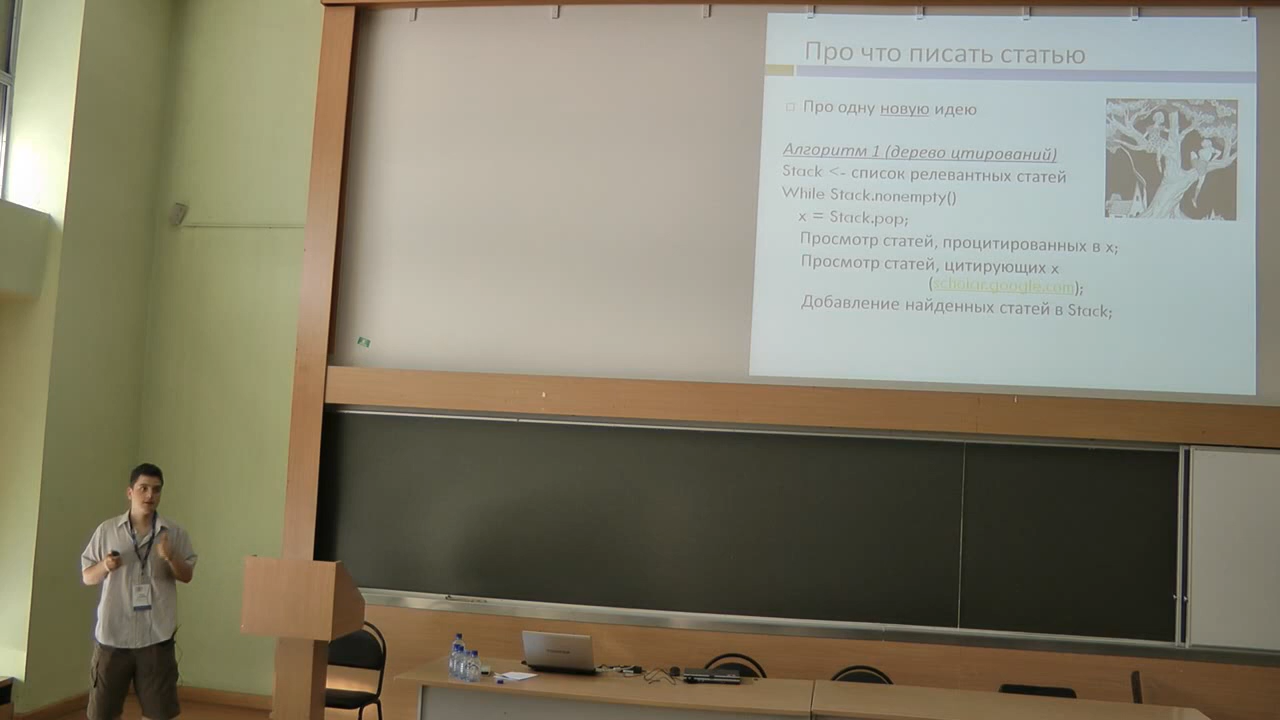 Про что писать статью
Про одну новую идею
Алгоритм 1 (дерево цтирований)
Stack <- список релевантных статей
While Stack.nonempty()
x = Stack.pop;
Просмотр статей, процитированных в x;
Просмотр статей, цитирующих x
(scholar.google.com);
Добавление найденных статей в Stack;